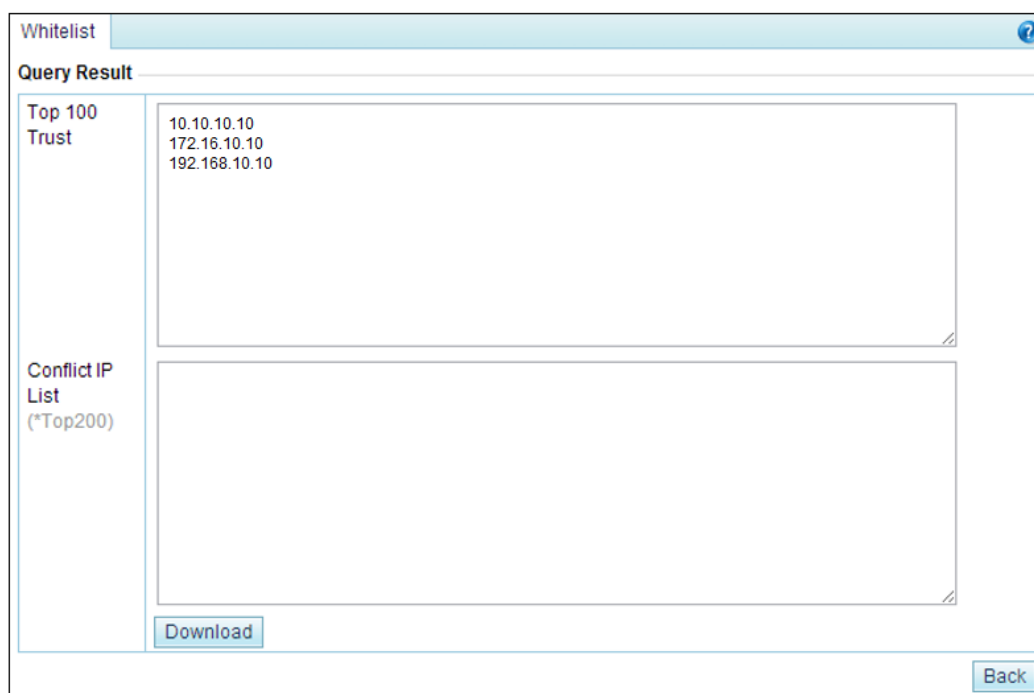 Whitelist
?
Query Result
Top 100
Trust
10.10.10.10
172.16.10.10
192.168.10.10
Conflict IP
List
(*Top200)
Download
Back